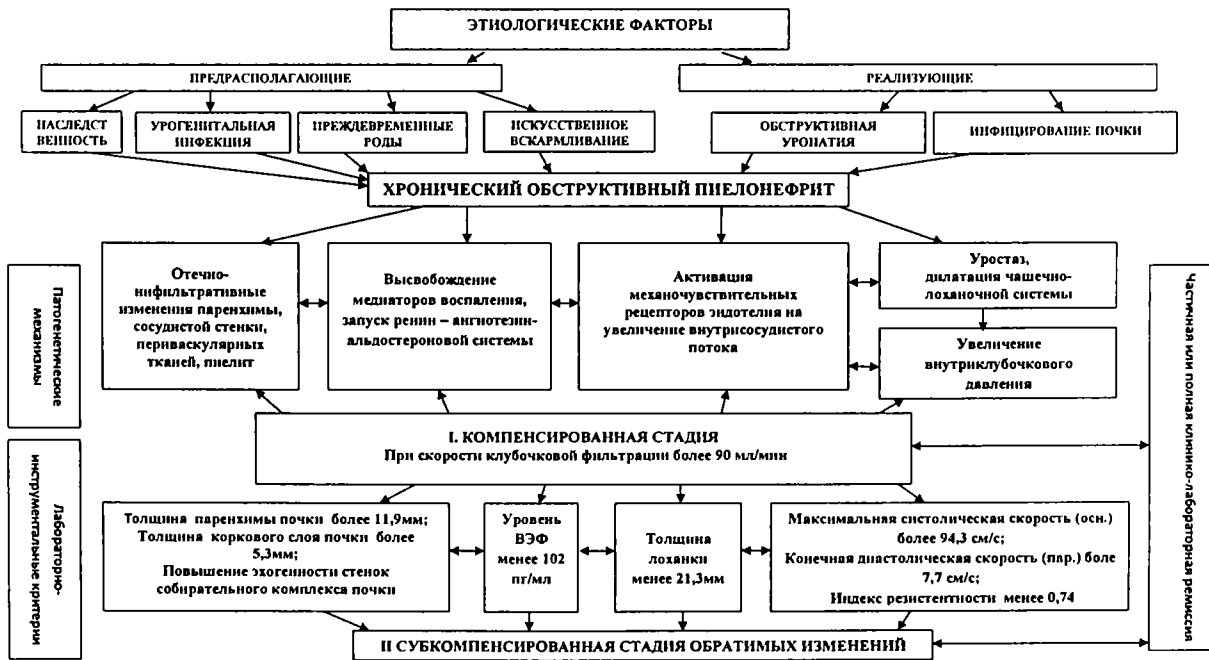 ЭТИОЛОГИЧЕСКИЕ ФАКТОРЫ
ПРЕДРАСПОЛАГАЮЩИЕ
РЕАЛИЗУЮЩИЕ
НАСЛЕДСТ
ВЕННОСТЬ
УРОГЕНИТАЛЬНАЯ
ИНФЕКЦИЯ
ПРЕЖДЕВРЕМЕННЫЕ
РОДЫ
ИСКУССТВЕННОЕ
ВСКАРМЛИВАНИЕ
ОБСТРУКТИВНАЯ
УРОПАТИЯ
ИНФИЦИРОВАНИЕ ПОЧКИ
ХРОНИЧЕСКИЙ ОБСТРУКТИВНЫЙ ПИЕЛОНЕФРИТ
Патогенетические
механизмы
Отечно-
инфильтративные
изменения паренхимы,
сосудистой стенки,
периваскулярных
тканей, пиелит
Высвобождение
медиаторов воспаления,
запуск ренин – ангиотезин-
альдостероновой системы
Активация
механочувствительных
рецепторов эндотелия на
увеличение внутрисосудистого
потока
Уростаз,
дилатация чашечно-
лоханочной системы
Увеличение
внутриклубочкового
давления
Частичная или полная клинико-лабораторная ремиссия
I. КОМПЕНСИРОВАННАЯ СТАДИЯ
При скорости клубочковой фильтрации более 90 мл/мин
Лабораторно-
инструментальные критерии
Толщина паренхимы почки более 11,9мм;
Толщина коркового слоя почки более
5,3мм;
Повышение эхогенности стенок
собирательного комплекса почки
Уровень
ВЭФ
менее 102
пг/мл
Толщина
лоханки
менее 21,3мм
Максимальная систолическая скорость (осн.)
более 94,3 см/с;
Конечная диастолическая скорость (пар.) боле
7,7 см/с;
Индекс резистентности менее 0,74
II СУБКОМПЕНСИРОВАННАЯ СТАДИЯ ОБРАТИМЫХ ИЗМЕНЕНИЙ